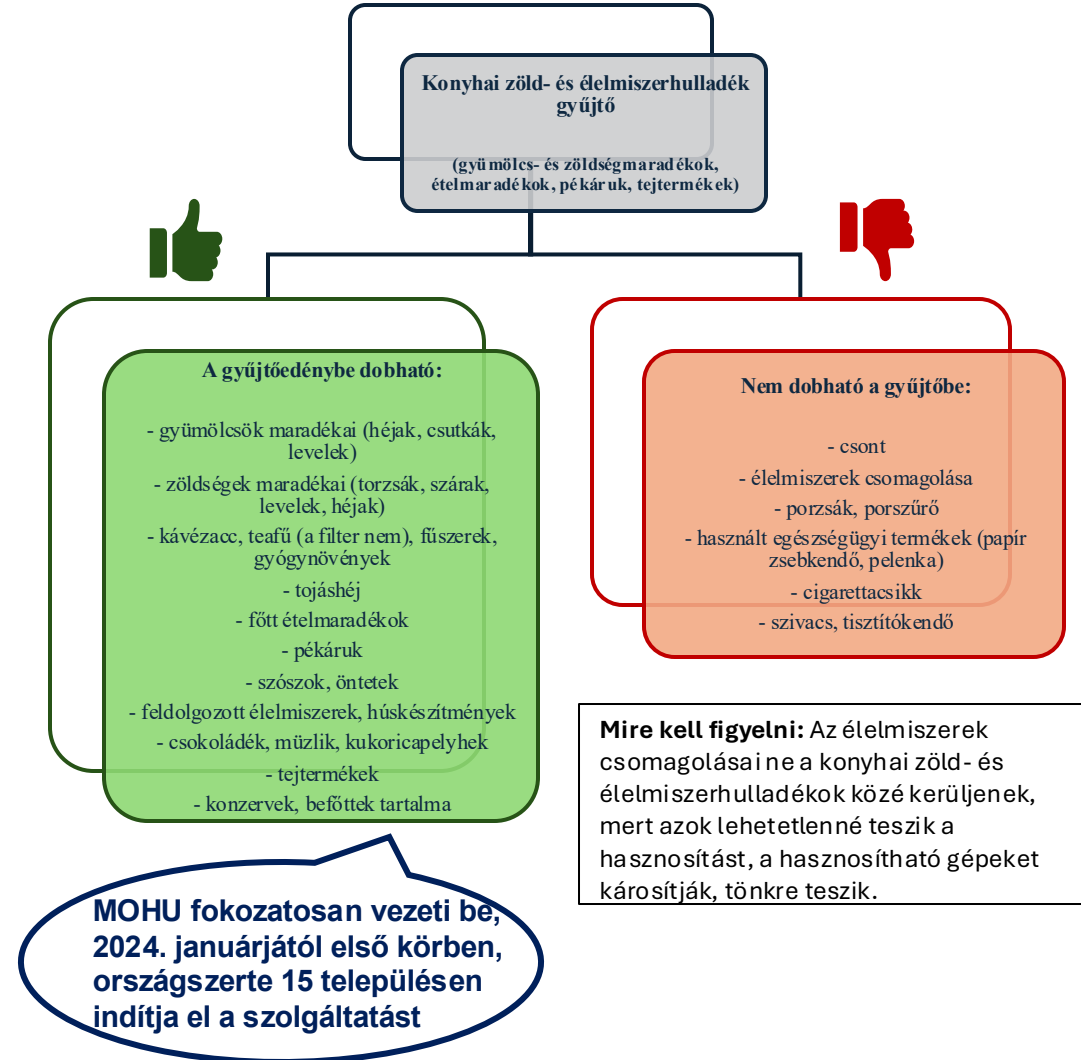 Konyhai zöld- és élelmiszerhulladék
gyűjtő
(gyümölcs- és zöldségmaradékok,
ételmaradékok, pékáruk, tejtermékek)
A gyűjtőedénybe dobható:
- gyümölcsök maradékai (héjak, csutkák,
levelek)
- zöldségek maradékai (torzsák, szárak,
levelek, héjak)
- kávézacc, teafű (a filter nem), fűszerek,
gyógynövények
- tojáshéj
- főtt ételmaradékok
- pékáruk
- szószok, öntetek
- feldolgozott élelmiszerek, húskészítmények
- csokoládék, müzlik, kukoricapelyhek
- tejtermékek
- konzervek, befőttek tartalma
Nem dobható a gyűjtőbe:
- csont
- élelmiszerek csomagolása
- porzsák, porszűrő
- használt egészségügyi termékek (papír
zsebkendő, pelenka)
- cigarettacsikk
- szivacs, tisztítókendő
Mire kell figyelni: Az élelmiszerek
csomagolásai ne a konyhai zöld- és
élelmiszerhulladékok közé kerüljenek,
mert azok lehetetlenné teszik a
hasznosítást, a hasznosítható gépeket
károsítják, tönkre teszik.
MOHU fokozatosan vezeti be,
2024. januárjától első körben,
országszerte 15 településen
indítja el a szolgáltatást